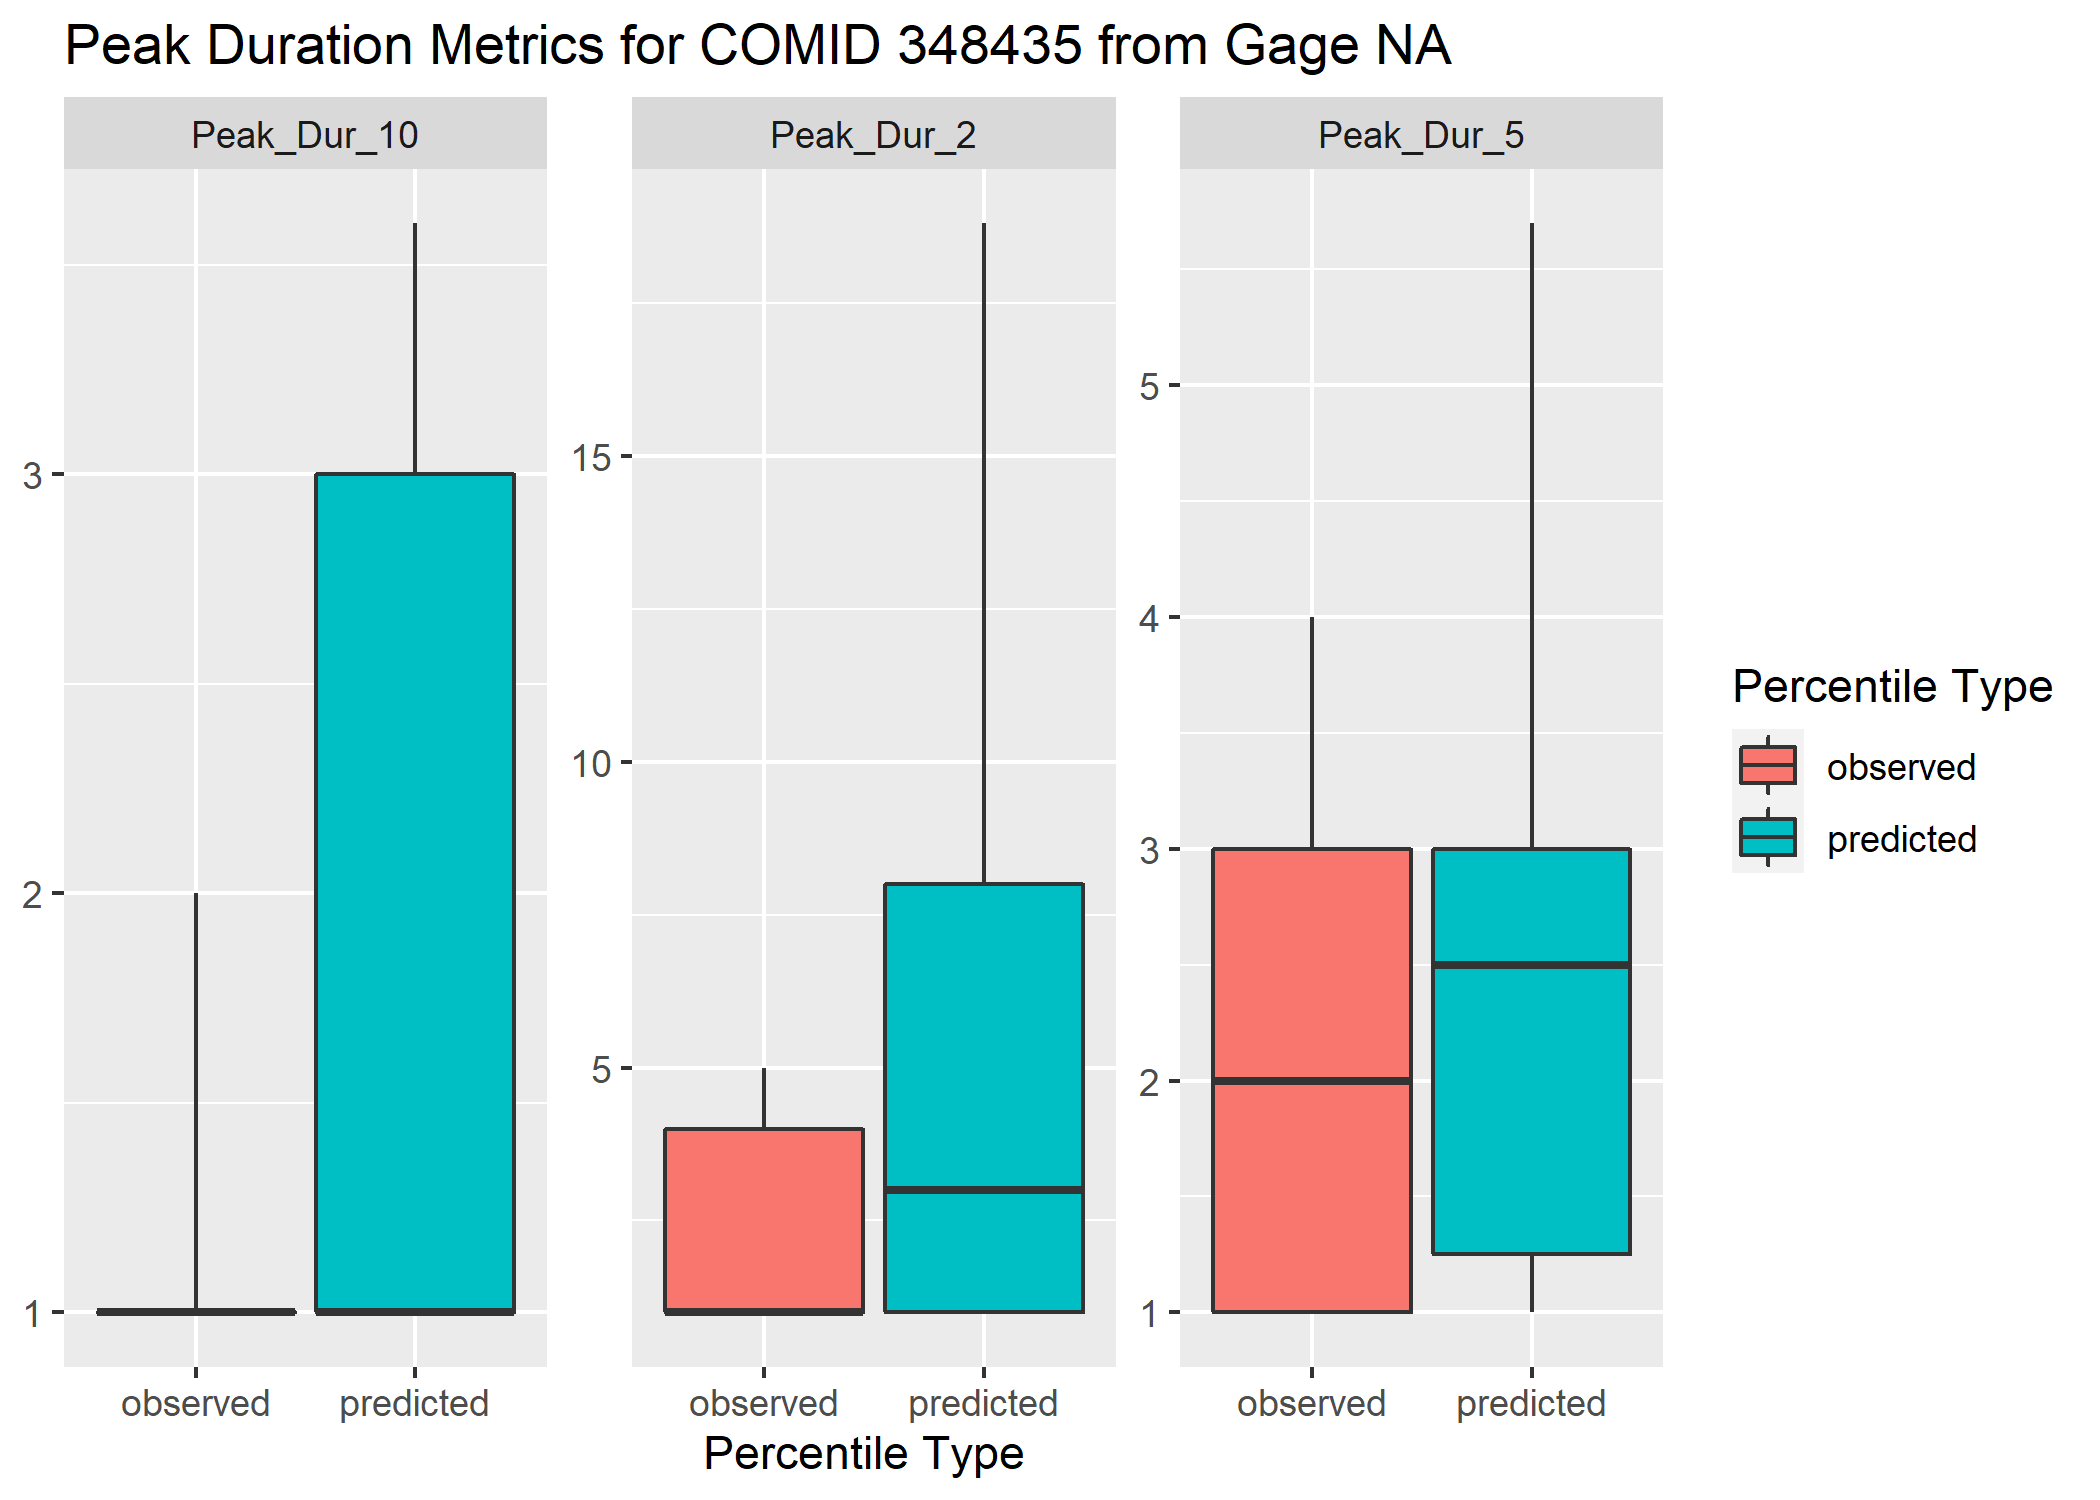 Peak Duration Metrics for COMID 348435 from Gage NA
Peak_Dur_10
Peak_Dur_2
Peak_Dur_5
3
2
1
15
10
5
5
4
3
2
1
observed predicted
observed predicted
observed predicted
Percentile Type
Percentile Type
observed
predicted